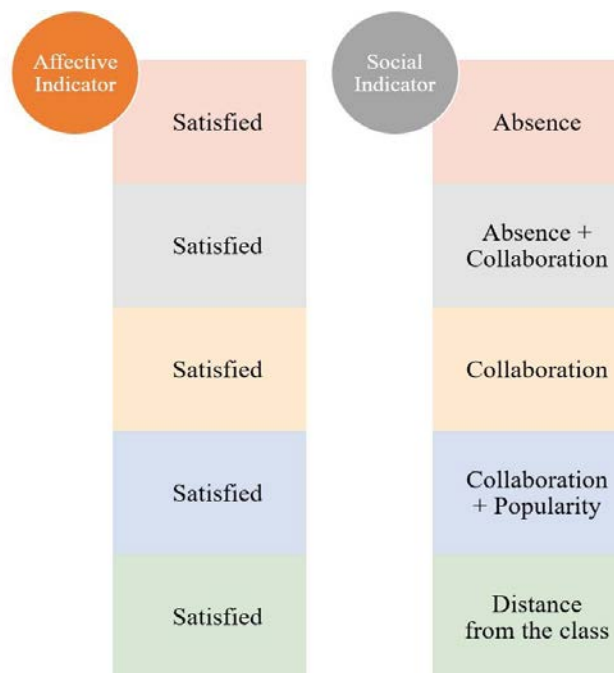 Affective
Indicator
Social
Indicator
Satisfied
Absence
Satisfied
Absence +
Collaboration
Satisfied
Collaboration
Satisfied
Collaboration
+ Popularity
Satisfied
Distance
from the class